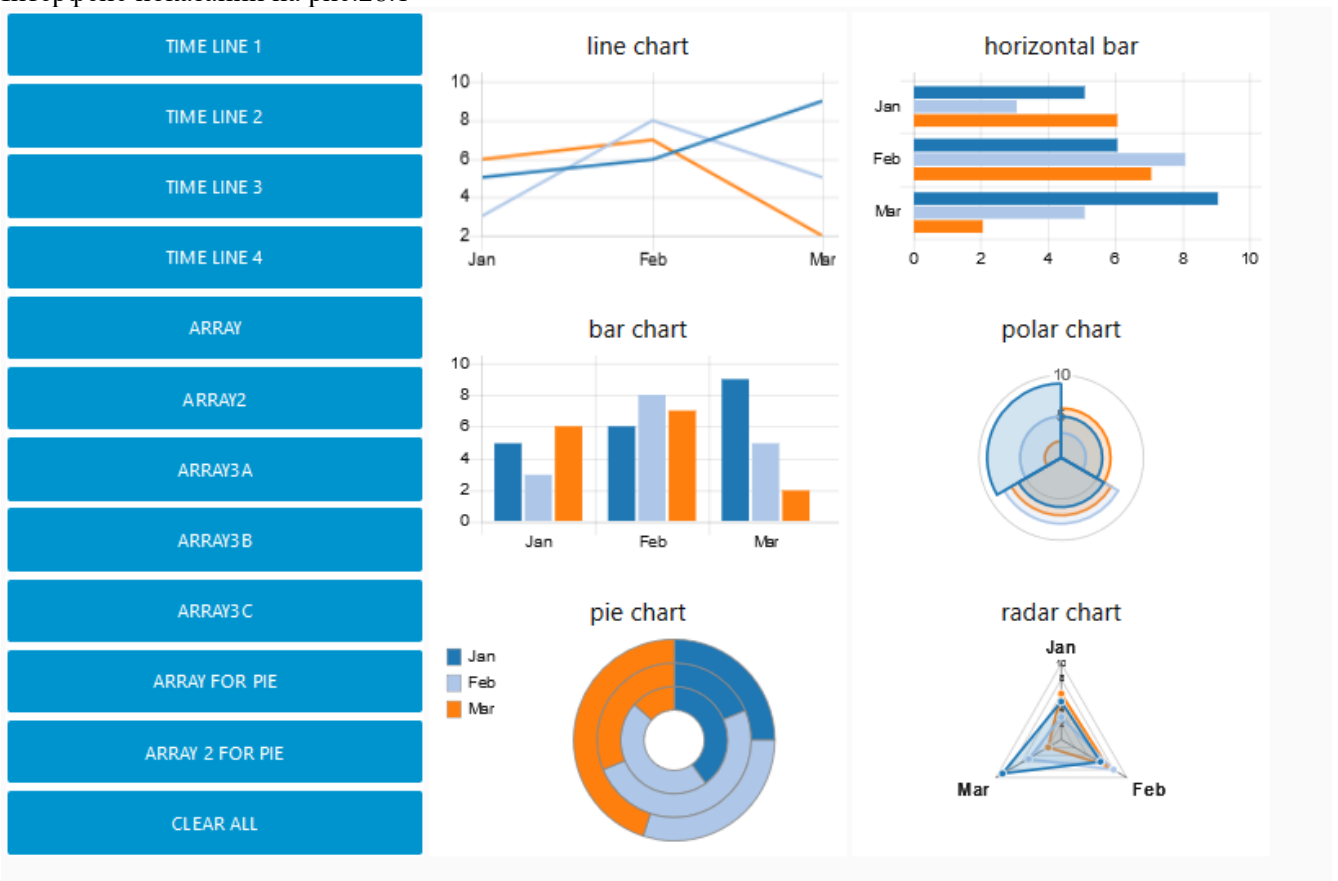 TIME LINE 1
TIME LINE 2
TIME LINE 3
TIME LINE 4
ARRAY
ARRAY2
ARRAY3A
ARRAY3B
ARRAY3C
ARRAY FOR PIE
ARRAY 2 FOR PIE
CLEAR ALL
line chart
10
8
6
4
2
Jan Feb Mar
horizontal bar
Jan
Feb
Mar
0 2 4 6 8 10
bar chart
10
8
6
4
2
0
Jan Feb Mar
polar chart
10
pie chart
Jan
Feb
Mar
radar chart
Jan
10
8
Mar Feb